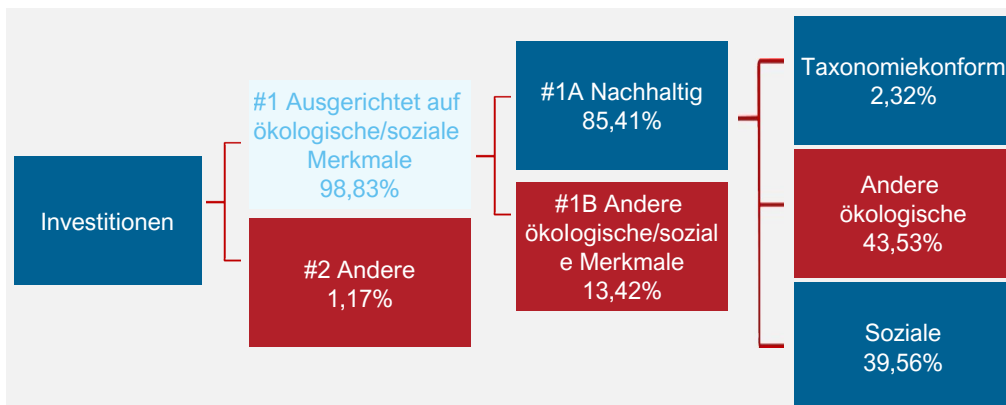 Investitionen
#1 Ausgerichtet auf
ökologische/soziale
Merkmale
98,83%
#2 Andere
1,17%
#1A Nachhaltig
85,41%
#1B Andere
ökologische/sozial
e Merkmale
13,42%
Taxonomiekonform
2,32%
Andere
ökologische
43,53%
Soziale
39,56%